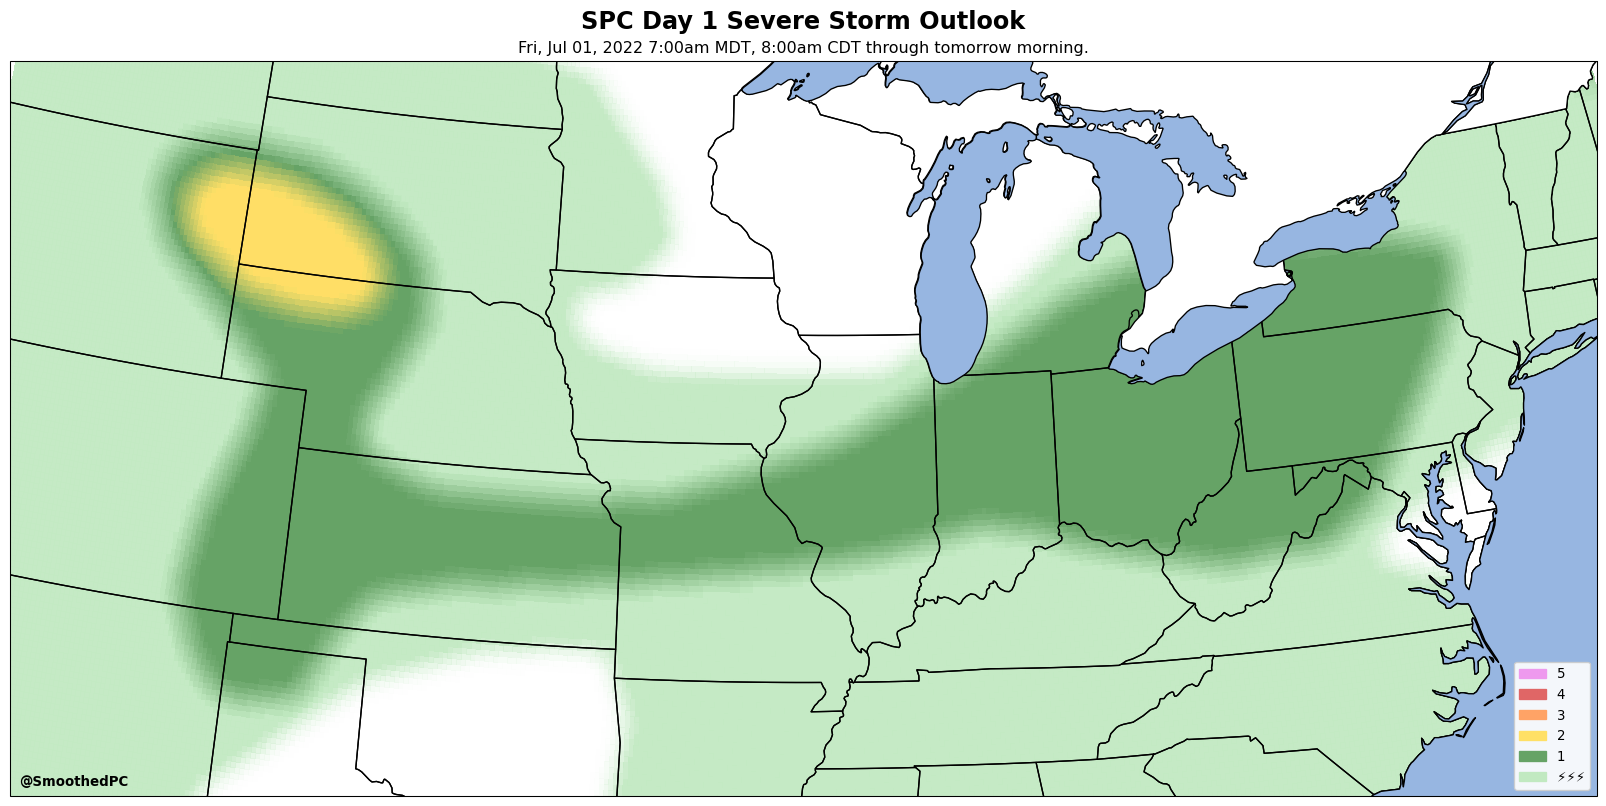 SPC Day 1 Severe Storm Outlook
Fri, Jul 01, 2022 7:00am MDT, 8:00am CDT through tomorrow morning.
5
4
3
2
1
⚡⚡⚡
@SmoothedPC